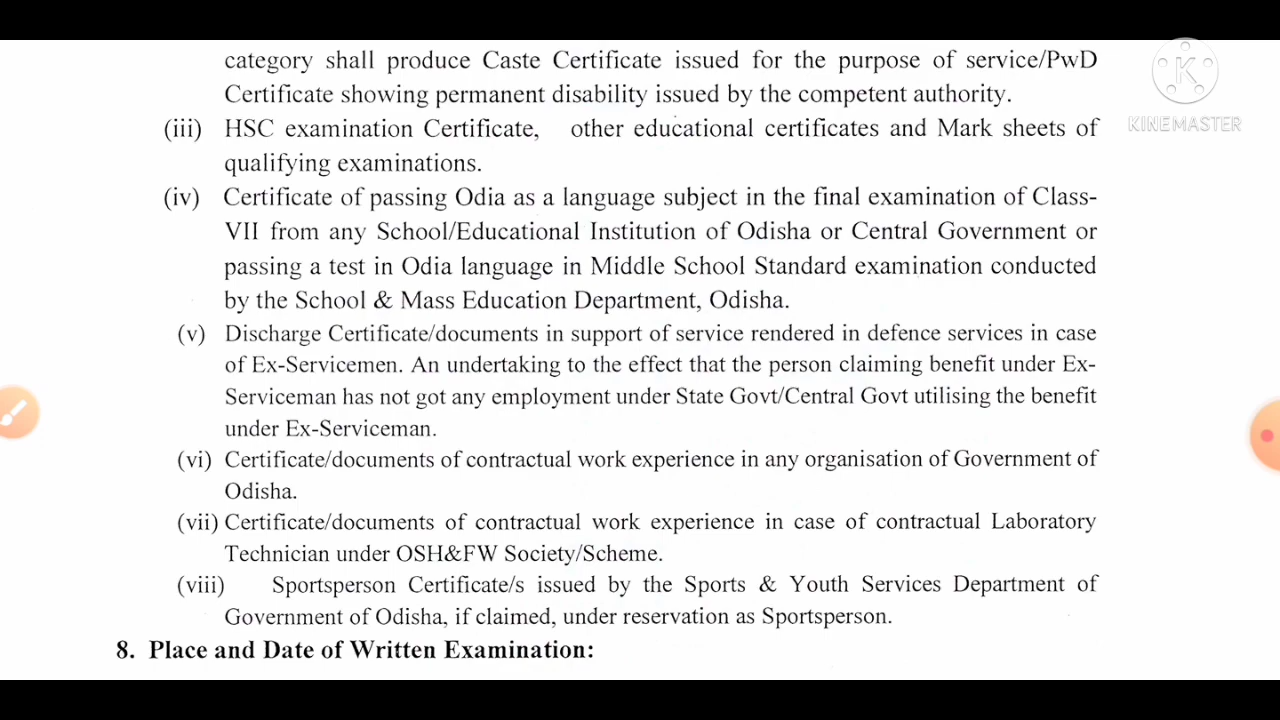 category shall produce Caste Certificate issued for the purpose of service/PwD
Certificate showing permanent disability issued by the competent authority.
(iii) HSC examination Certificate, other educational certificates and Mark sheets of
qualifying examinations.
(iv) Certificate of passing Odia as a language subject in the final examination of Class-
VII from any School/Educational Institution of Odisha or Central Government or
passing a test in Odia language in Middle School Standard examination conducted
by the School & Mass Education Department, Odisha.
(v) Discharge Certificate/documents in support of service rendered in defence services in case
of Ex-Servicemen. An undertaking to the effect that the person claiming benefit under Ex-
Serviceman has not got any employment under State Govt/Central Govt utilising the benefit
under Ex-Serviceman.
(vi) Certificate/documents of contractual work experience in any organisation of Government of
Odisha.
(vii) Certificate/documents of contractual work experience in case of contractual Laboratory
Technician under OSH&FW Society/Scheme.
(viii) Sportsperson Certificate/s issued by the Sports & Youth Services Department of
Government of Odisha, if claimed, under reservation as Sportsperson.
8. Place and Date of Written Examination:
K
KINEMASTER